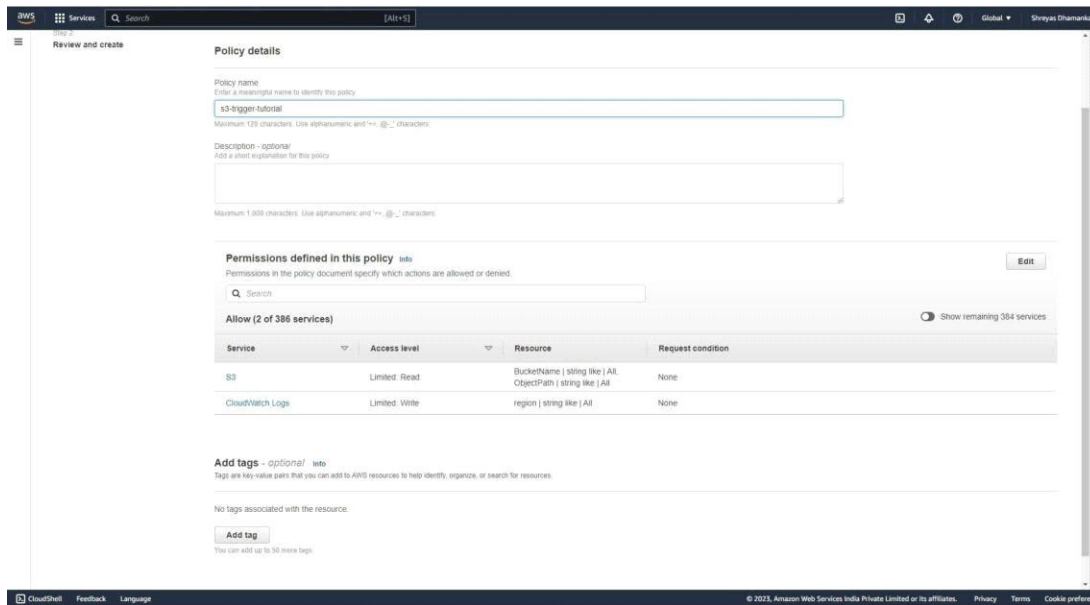 aws
Services
Search
[Alt+S]
Global
Shreyas Dhamanka
Step 2
Review and create
Policy details
Policy name
Enter a meaningful name to identify this policy.
s3-trigger-tutorial
Maximum 128 characters. Use alphanumeric and '+=,.@-_' characters.
Description - optional
Add a short explanation for this policy.
Maximum 1,000 characters. Use alphanumeric and '+=,.@-_' characters.
Permissions defined in this policy Info
Edit
Permissions in the policy document specify which actions are allowed or denied.
Search
Allow (2 of 386 services)
Show remaining 384 services
Service Access level Resource Request condition
S3 Limited: Read BucketName | string like | All, None
ObjectPath | string like | All
CloudWatch Logs Limited: Write region | string like | All None
Add tags - optional Info
Tags are key-value pairs that you can add to AWS resources to help identify, organize, or search for resources.
No tags associated with the resource.
Add tag
You can add up to 50 more tags.
CloudShell Feedback Language © 2023, Amazon Web Services India Private Limited or its affiliates. Privacy Terms Cookie prefere